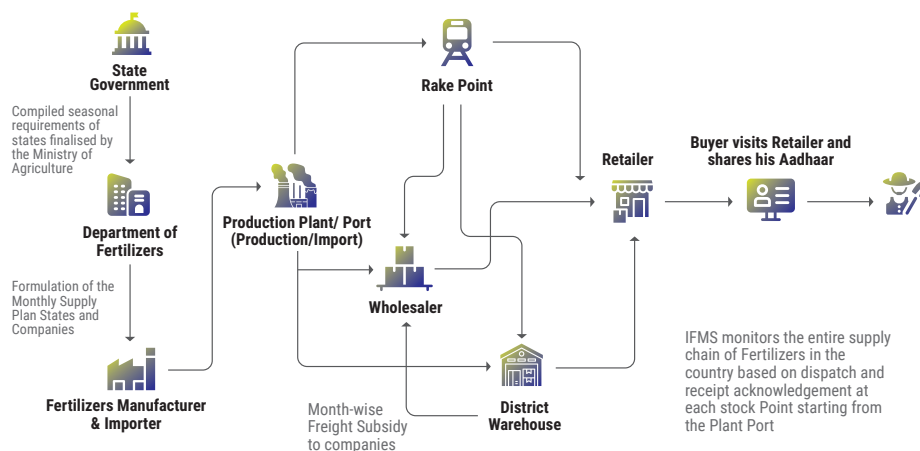 State
Government
Compiled seasonal
requirements of
states finalised by
the Ministry of
Agriculture
Department of
Fertilizers
Formulation of the
Monthly Supply
Plan States and
Companies
Fertilizers Manufacturer
& Importer
Production Plant/ Port
(Production/Import)
Rake Point
Wholesaler
Month-wise
Freight Subsidy
to companies
District
Warehouse
Retailer
Buyer visits Retailer and
shares his Aadhaar
IFMS monitors the entire supply
chain of Fertilizers in the
country based on dispatch and
receipt acknowledgement at
each stock Point starting from
the Plant Port